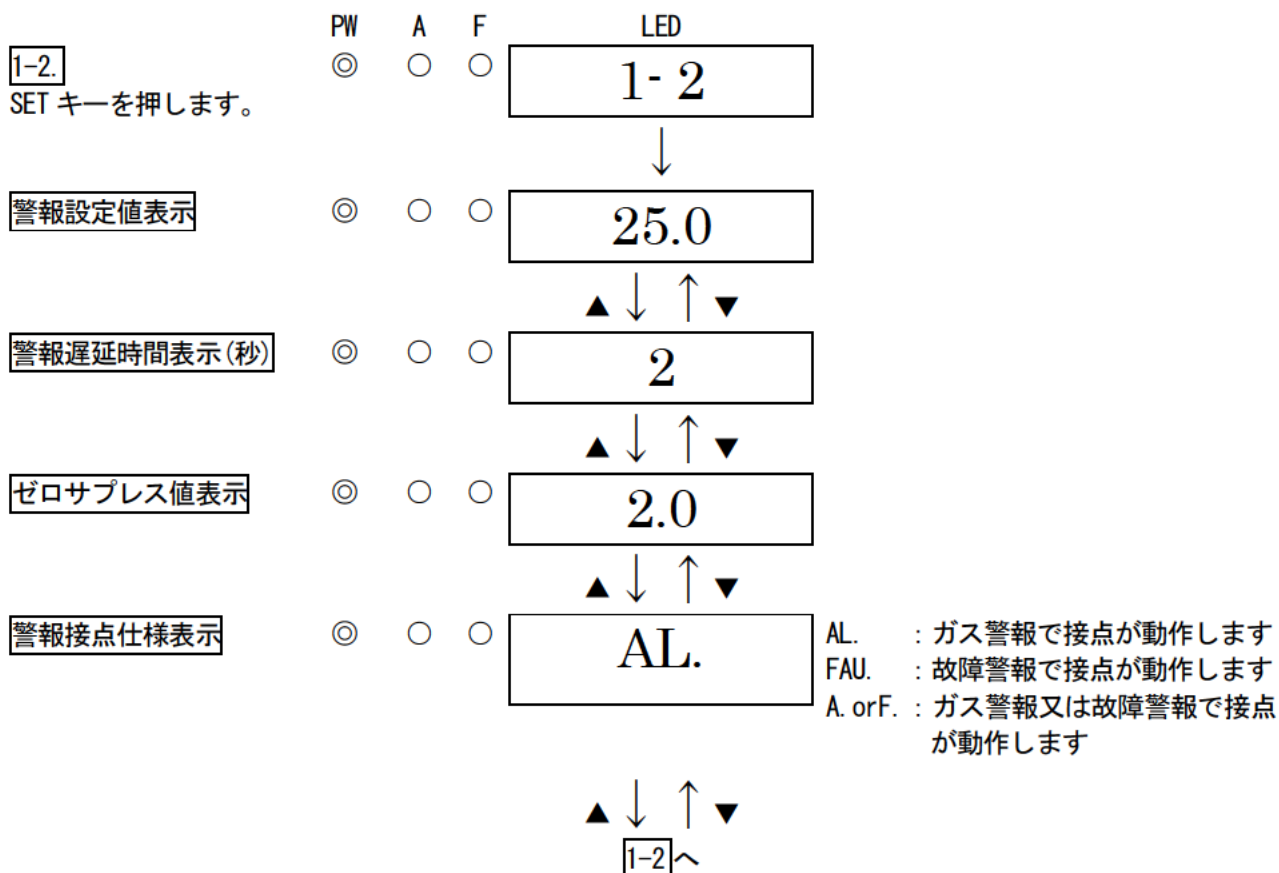 PW A F LED
1-2. ◎ ○ ○ 1- 2
SET キーを押します。
↓
警報設定値表示 ◎ ○ ○ 25.0
▲ ↓ ↑ ▼
警報遅延時間表示(秒) ◎ ○ ○ 2
▲ ↓ ↑ ▼
ゼロサプレス値表示 ◎ ○ ○ 2.0
▲ ↓ ↑ ▼
警報接点仕様表示 ◎ ○ ○ AL.
AL. :ガス警報で接点が動作します
FAU. :故障警報で接点が動作します
A.orF. :ガス警報又は故障警報で接点
が動作します
▲ ↓ ↑ ▼
1-2へ